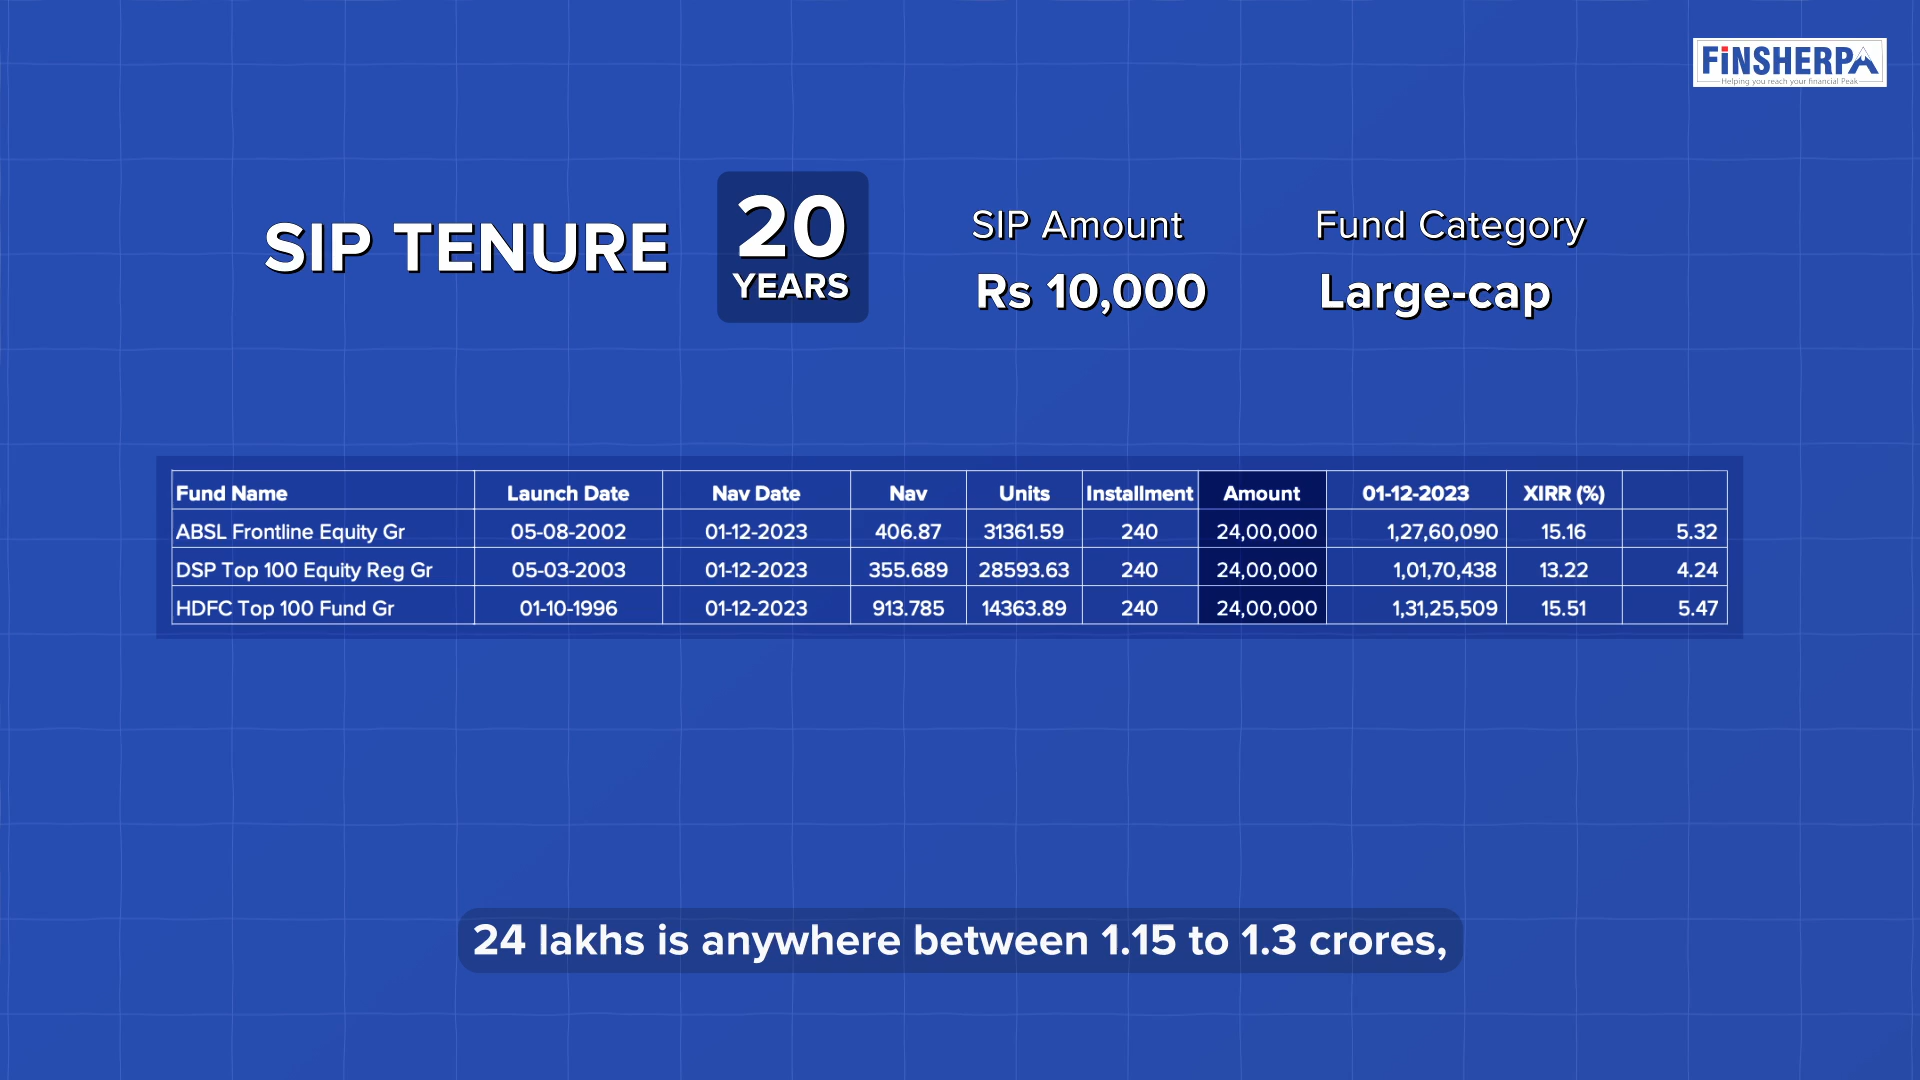 FiNSHERPA
Helping you reach your financial Peak
SIP TENURE
20
YEARS
SIP Amount
Rs 10,000
Fund Category
Large-cap
Fund Name Launch Date Nav Date Nav Units Installment Amount 01-12-2023 XIRR (%)
ABSL Frontline Equity Gr 05-08-2002 01-12-2023 406.87 31361.59 240 24,00,000 1,27,60,090 15.16 5.32
DSP Top 100 Equity Reg Gr 05-03-2003 01-12-2023 355.689 28593.63 240 24,00,000 1,01,70,438 13.22 4.24
HDFC Top 100 Fund Gr 01-10-1996 01-12-2023 913.785 14363.89 240 24,00,000 1,31,25,509 15.51 5.47
24 lakhs is anywhere between 1.15 to 1.3 crores,